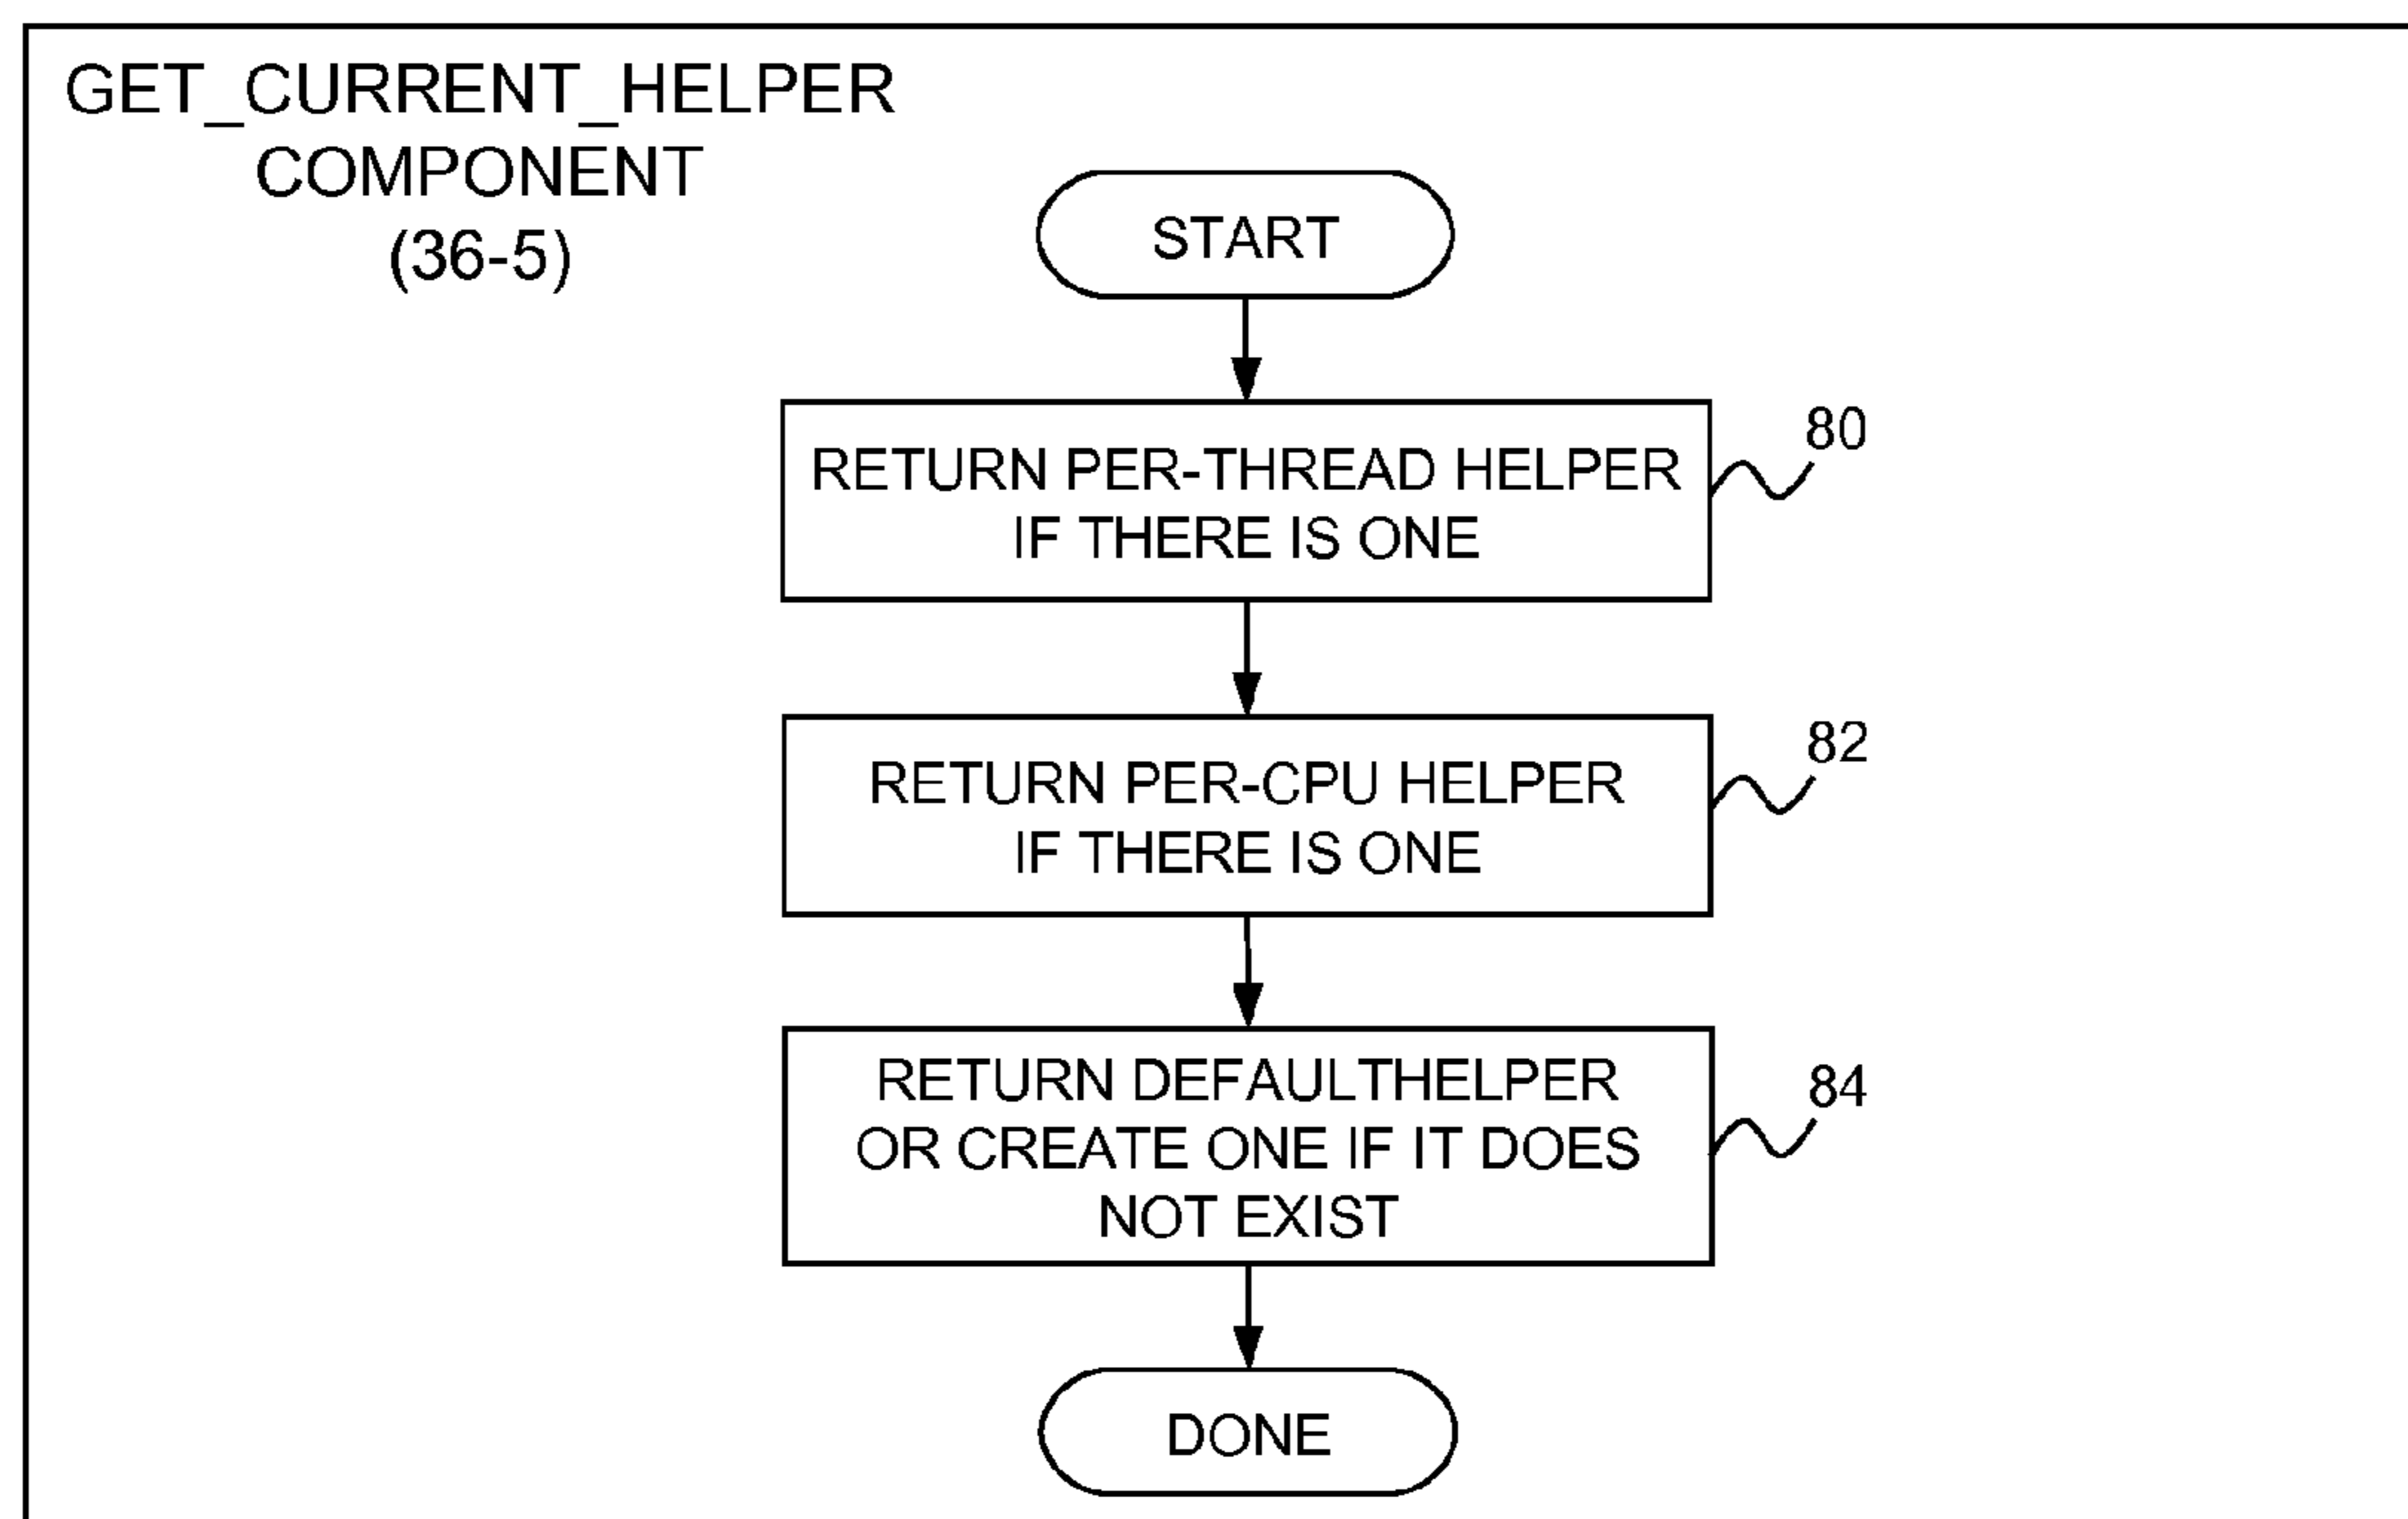 GET_CURRENT_HELPER
COMPONENT
(36-5)
START
RETURN PER-THREAD HELPER
IF THERE IS ONE
80
RETURN PER-CPU HELPER
IF THERE IS ONE
82
RETURN DEFAULTHELPER
OR CREATE ONE IF IT DOES
NOT EXIST
84
DONE